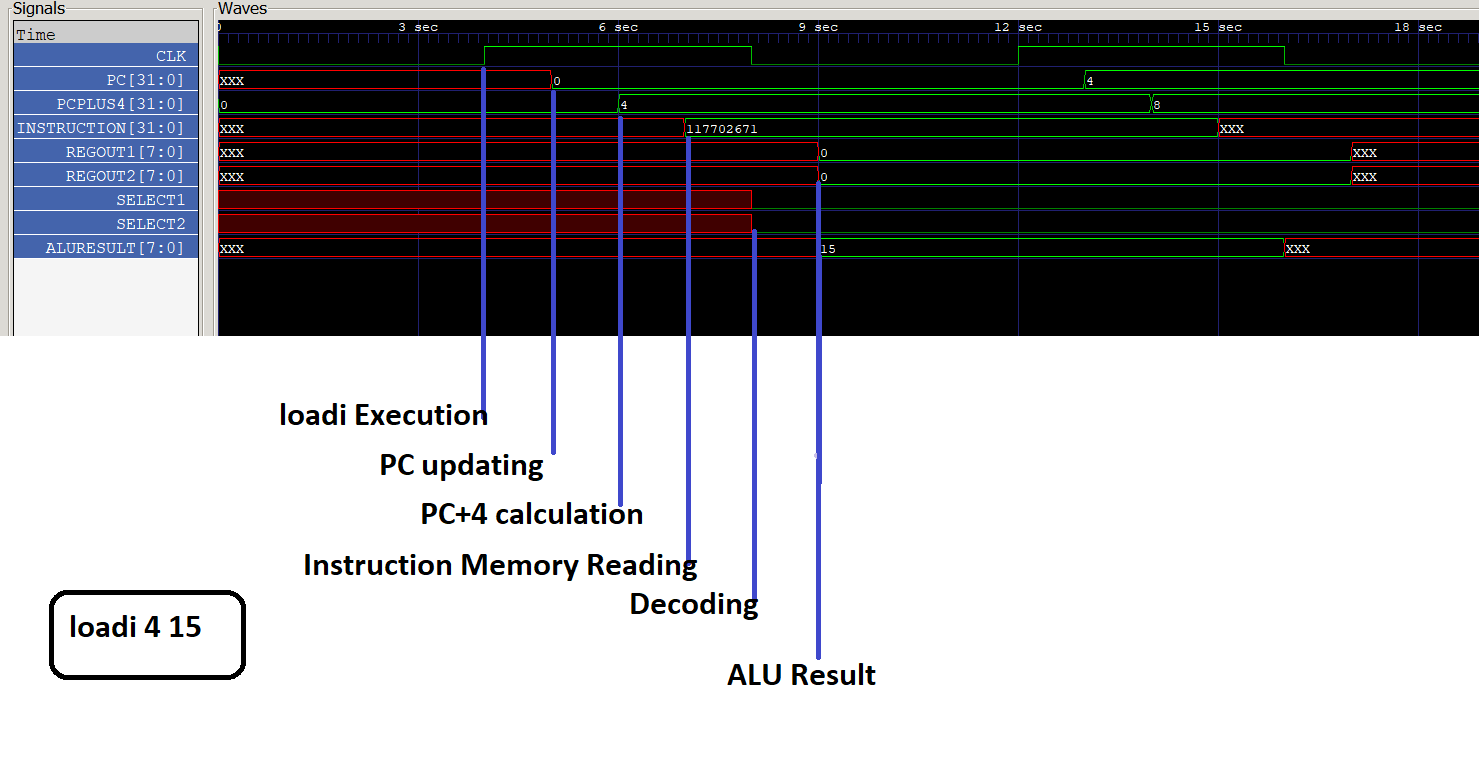 Signals Waves
Time 0 3 sec 6 sec 9 sec 12 sec 15 sec 18 sec
CLK
PC[31:0] xxx 0 4
PCPLUS4[31:0] 0 4 8
INSTRUCTION[31:0] xxx 117702671 xxx
REGOUT1[7:0] xxx 0 xxx
REGOUT2[7:0] xxx 0 xxx
SELECT1
SELECT2
ALURESULT[7:0] xxx 15 xxx
loadi Execution
PC updating
PC+4 calculation
Instruction Memory Reading
Decoding
loadi 4 15
ALU Result